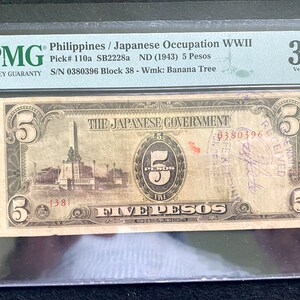 PMG Philippines / Japanese Occupation WWII
Pick# 110a SB2228a ND (1943) 5 Pesos
S/N 0380396 Block 38 - Wmk: Banana Tree
THE JAPANESE GOVERNMENT
5 5 5
0380396
PESOS
{38}
FIVE PESOS